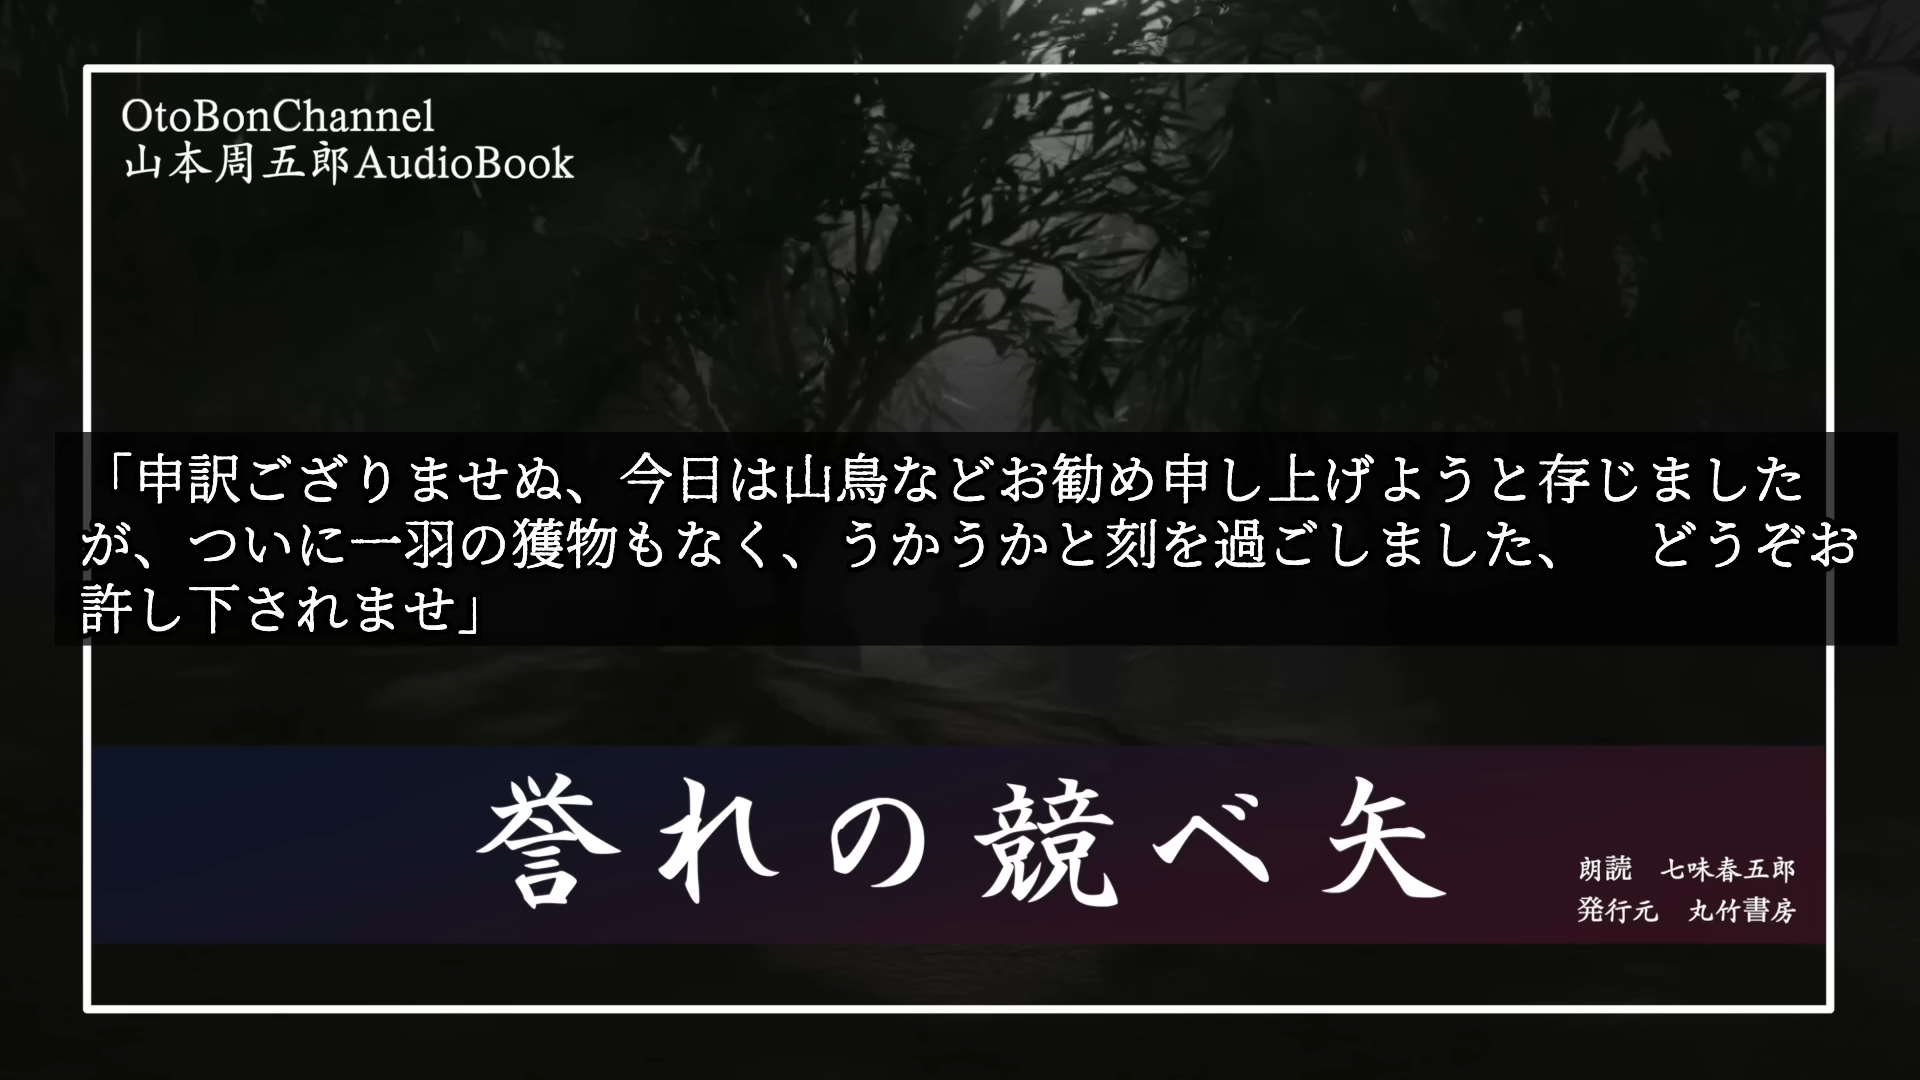 OtoBonChannel
山本周五郎AudioBook
「申訳ござりませぬ、今日は山鳥などお勧め申し上げようと存じました
が、ついに一羽の獲物もなく、うかうかと刻を過ごしました、　どうぞお
許し下されませ」
誉れの競べ矢
朗読　七味春五郎
発行元　丸竹書房